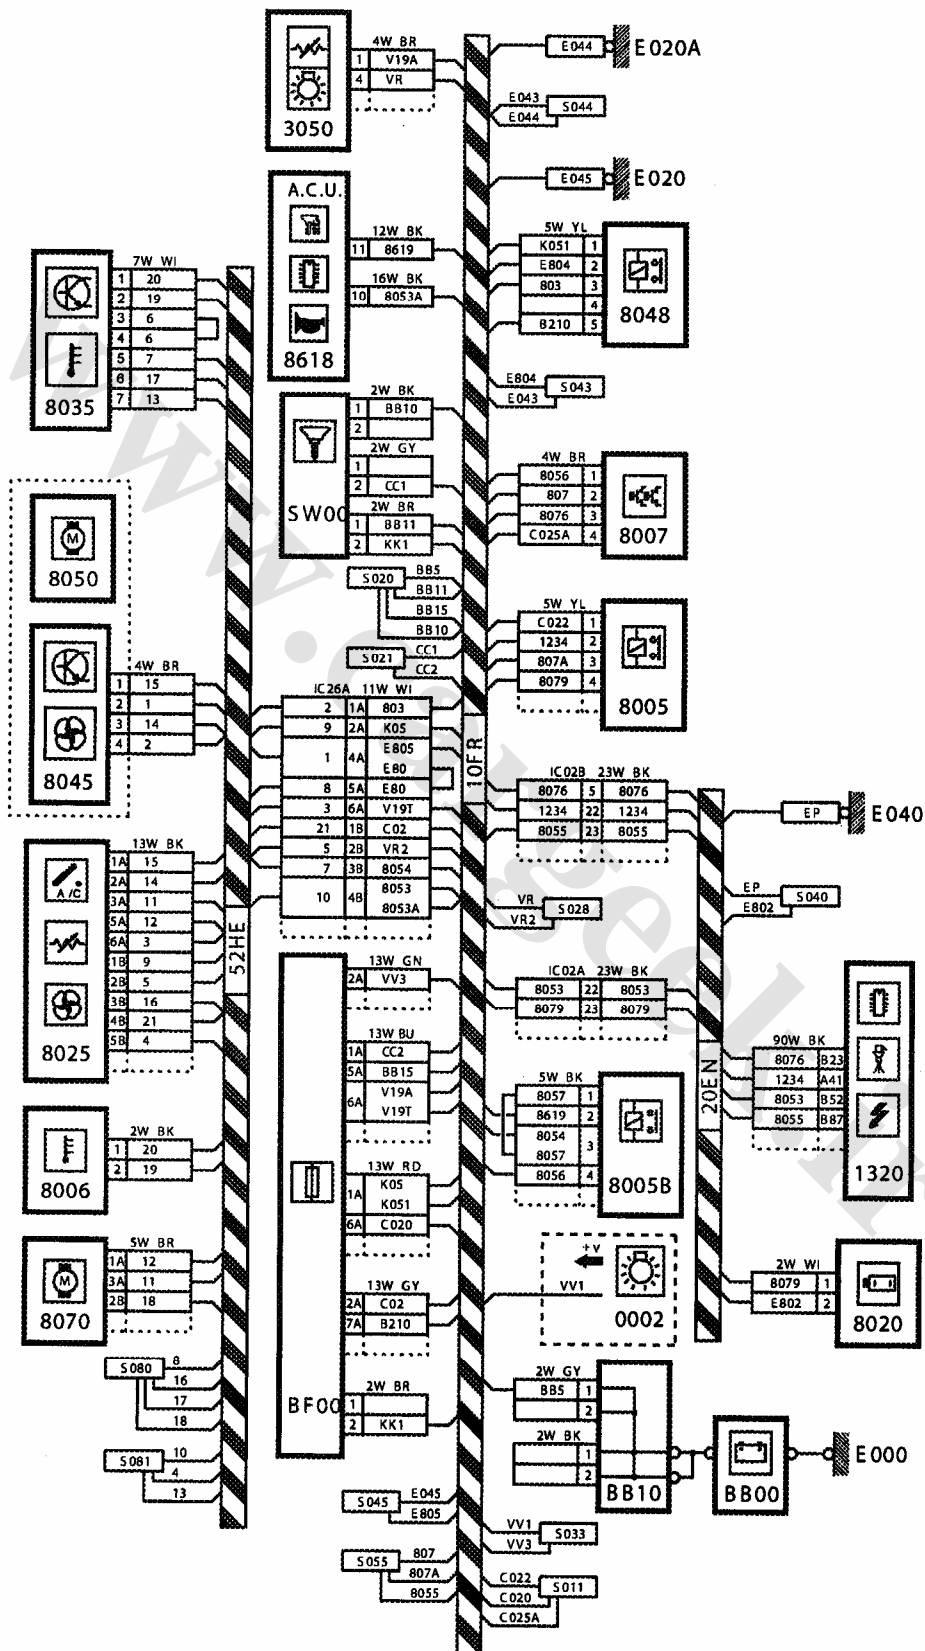 4W BR
1 V19A
4 VR
3050
E044 E020A
E043
E044
S044
E045 E020
A.C.U.
12W BK
11 8619
16W BK
10 8053A
8618
5W YL
K051 1
E804 2
803 3
4
B210 5
8048
E804
E043
S043
7W WI
1 20
2 19
3 6
4 6
5 7
6 17
7 13
8035
2W BK
1 BB10
2
2W GY
1
2 CC1
2W BR
1 BB11
2 KK1
SW00
4W BR
8056 1
807 2
8076 3
C025A 4
8007
M
8050
S020
BB5
BB11
BB15
BB10
S021
CC1
CC2
5W YL
C022 1
1234 2
807A 3
8079 4
8005
4W BR
1 15
2 1
3 14
4 2
8045
IC26A 11W WI
2 1A 803
9 2A K05
1 4A E805
E80
8 5A E80
3 6A V19T
21 1B C02
5 2B VR2
7 3B 8054
10 4B 8053
8053A
10FR
IC02B 23W BK
8076 5 8076
1234 22 1234
8055 23 8055
EP E040
EP
E802
S040
VR
VR2
S028
13W BK
1A 15
2A 14
3A 11
5A 12
6A 3
1B 9
2B 5
3B 16
4B 21
5B 4
A/C
8025
52HE
IC02A 23W BK
8053 22 8053
8079 23 8079
20EN
13W GN
2A VV3
13W BU
1A CC2
5A BB15
6A V19A
V19T
13W RD
1A K05
K051
6A C020
13W GY
2A C02
7A B210
2W BR
1
2 KK1
BF00
5W BK
8057 1
8619 2
8054 3
8057
8056 4
8005B
90W BK
8076 B23
1234 A41
8053 B52
8055 B87
1320
2W BK
1 20
2 19
8006
5W BR
1A 12
3A 11
2B 18
M
8070
+V
VV1
0002
2W WI
8079 1
E802 2
8020
S080
8
16
17
18
S081
10
4
13
2W GY
BB5 1
2
2W BK
1
2
BB10
BB00
E000
S045
E045
E805
VV1
VV3
S033
S055
807
807A
8055
C022
C020
C025A
S011